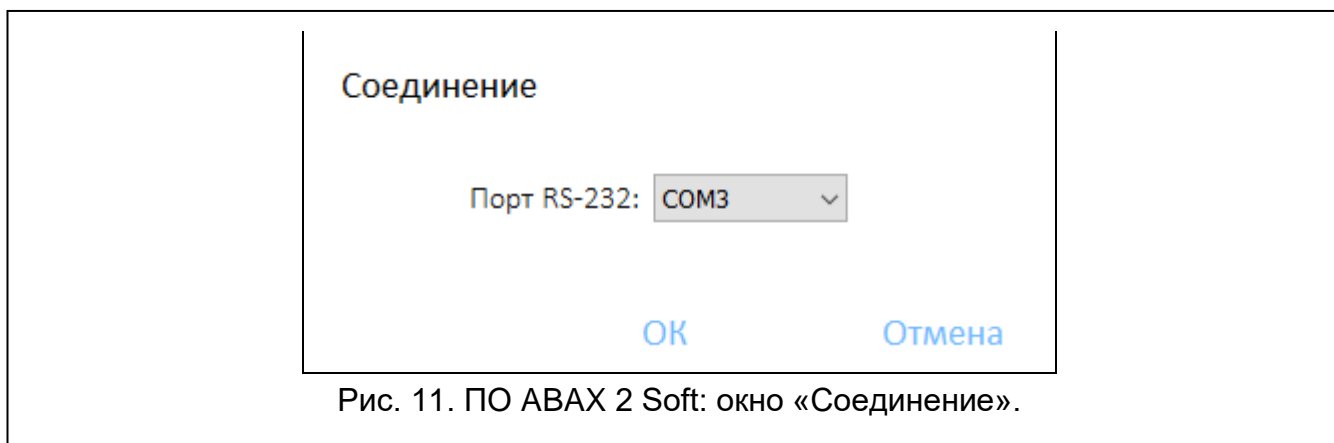 Соединение
Порт RS-232: COM3
ОК Отмена
Рис. 11. ПО ABAX 2 Soft: окно «Соединение».